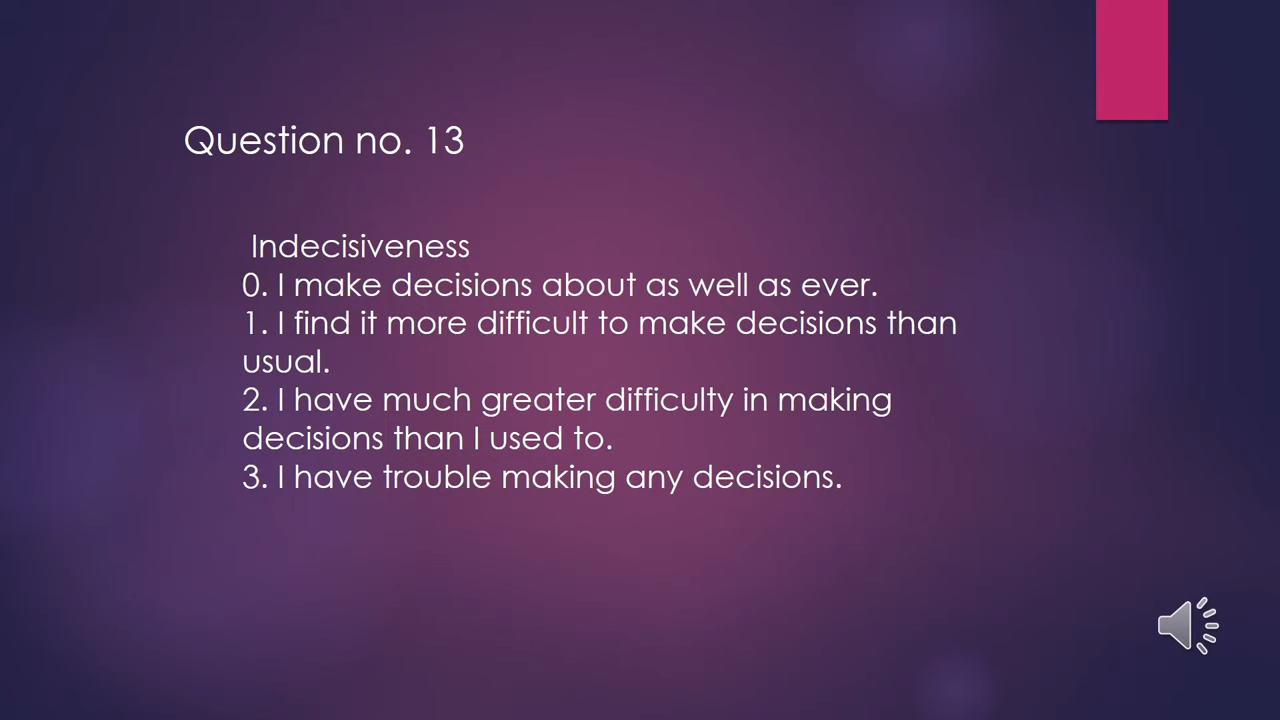 Question no. 13
Indecisiveness
0. I make decisions about as well as ever.
1. I find it more difficult to make decisions than
usual.
2. I have much greater difficulty in making
decisions than I used to.
3. I have trouble making any decisions.